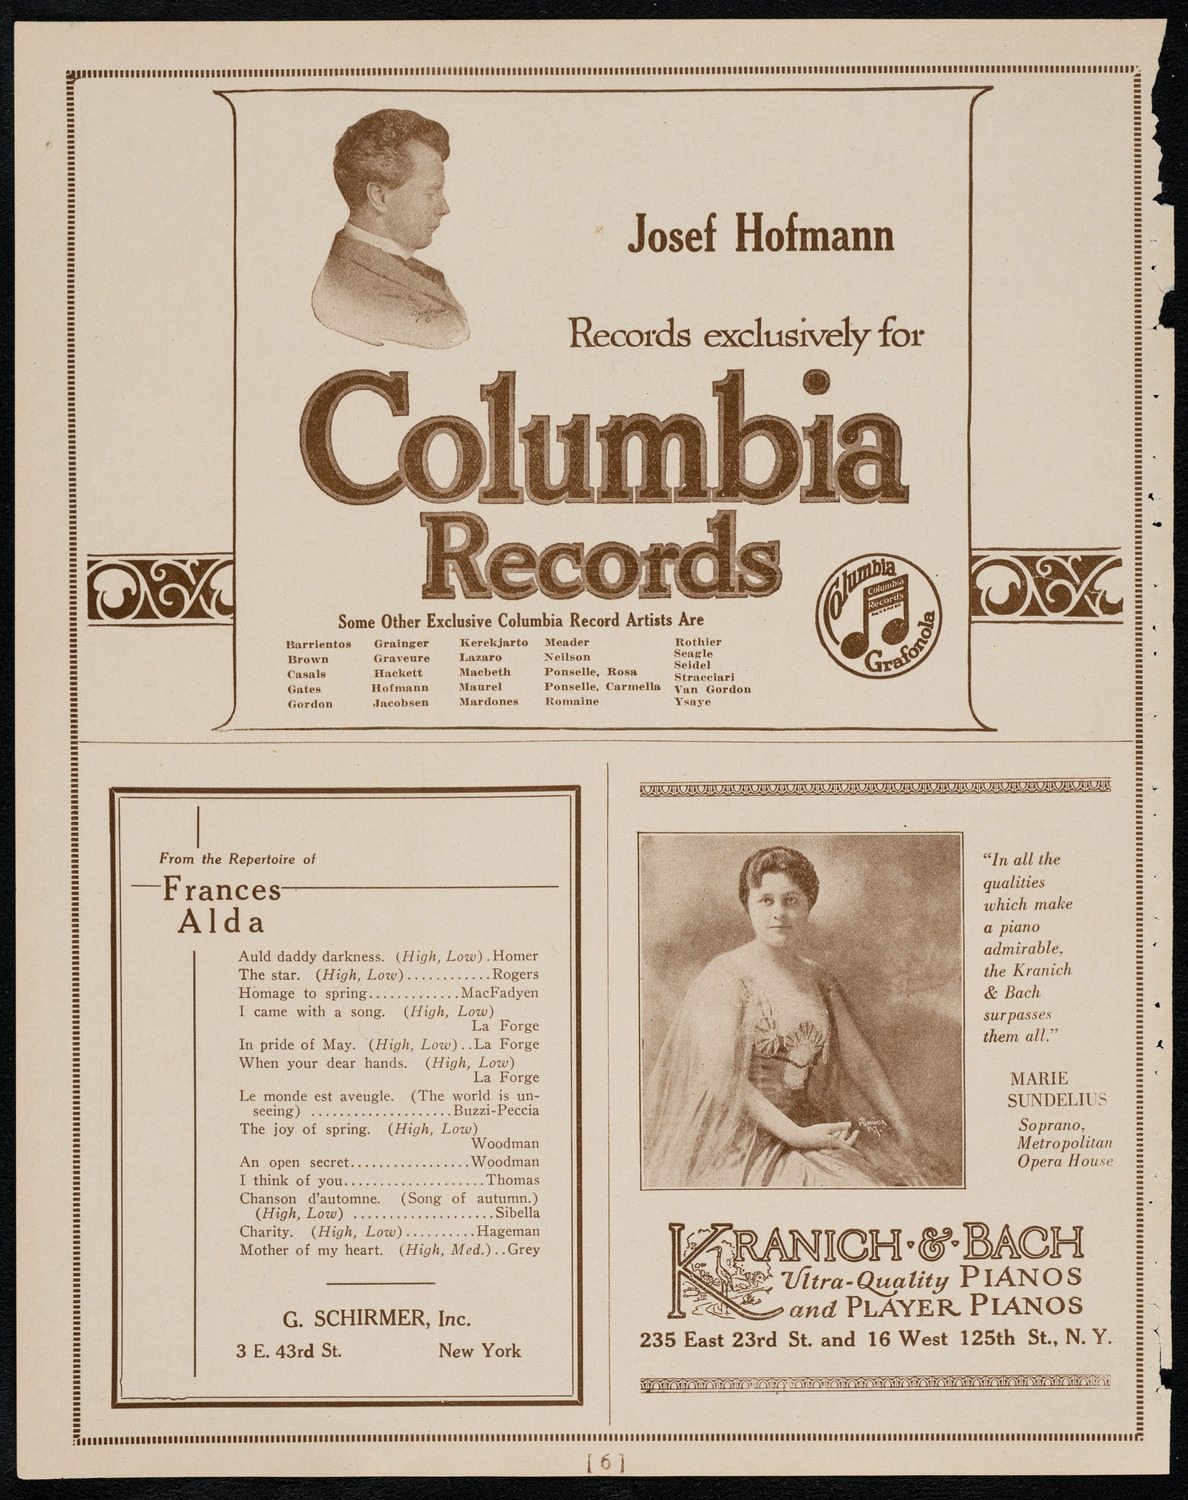 Josef Hofmann
Records exclusively for
Columbia
Records
Some Other Exclusive Columbia Record Artists Are
Barrientos
Brown
Casals
Gates
Gordon
Grainger
Graveure
Hackett
Hofmann
Jacobsen
Kerekjarto
Lazaro
Macbeth
Maurel
Mardones
Meader
Neilson
Ponselle, Rosa
Ponselle, Carmella
Romaine
Rothier
Seagle
Seidel
Stracciari
Van Gordon
Ysaye
Columbia
Columbia
Records
Grafonola
From the Repertoire of
Frances
Alda
Auld daddy darkness. (High, Low) .Homer
The star. (High, Low)............Rogers
Homage to spring.............MacFadyen
I came with a song. (High, Low)
La Forge
In pride of May. (High, Low)..La Forge
When your dear hands. (High, Low)
La Forge
Le monde est aveugle. (The world is un-
seeing) ....................Buzzi-Peccia
The joy of spring. (High, Low)
Woodman
An open secret.................Woodman
I think of you....................Thomas
Chanson d'automne. (Song of autumn.)
(High, Low) ....................Sibella
Charity. (High, Low)..........Hageman
Mother of my heart. (High, Med.)..Grey
G. SCHIRMER, Inc.
3 E. 43rd St. New York
"In all the
qualities
which make
a piano
admirable,
the Kranich
& Bach
surpasses
them all."
MARIE
SUNDELIUS
Soprano,
Metropolitan
Opera House
KRANICH·&·BACH
Ultra-Quality PIANOS
and PLAYER PIANOS
235 East 23rd St. and 16 West 125th St., N. Y.
[ 6 ]